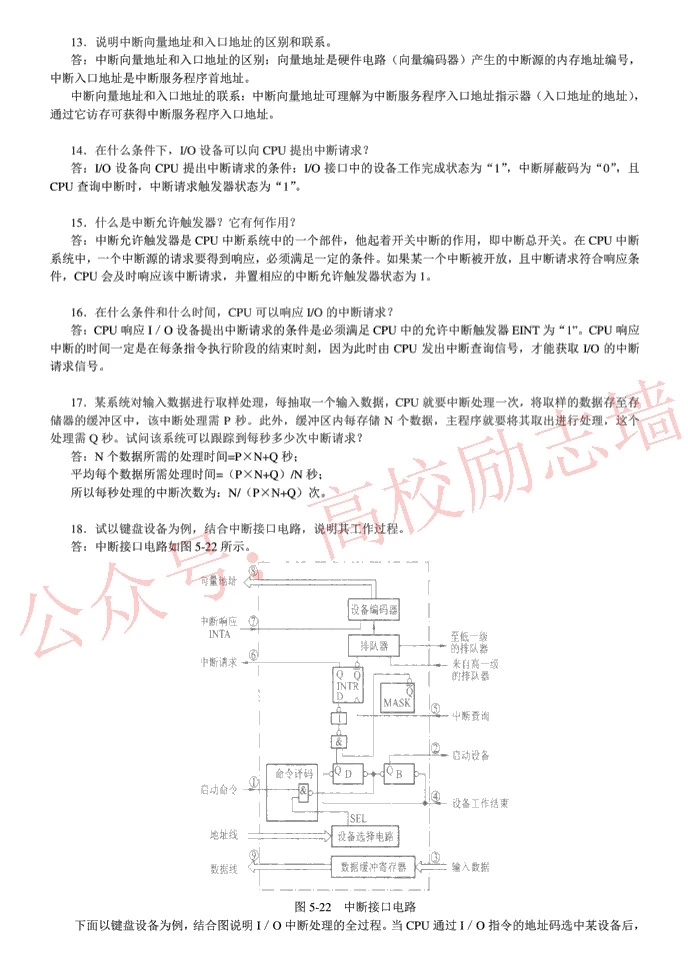 13．说明中断向量地址和入口地址的区别和联系。
答：中断向量地址和入口地址的区别：向量地址是硬件电路（向量编码器）产生的中断源的内存地址编号，
中断入口地址是中断服务程序首地址。
中断向量地址和入口地址的联系：中断向量地址可理解为中断服务程序入口地址指示器（入口地址的地址），
通过它访存可获得中断服务程序入口地址。
14．在什么条件下，I/O 设备可以向 CPU 提出中断请求？
答：I/O 设备向 CPU 提出中断请求的条件：I/O 接口中的设备工作完成状态为“1”，中断屏蔽码为“0”，且
CPU 查询中断时，中断请求触发器状态为“1”。
15．什么是中断允许触发器？它有何作用？
答：中断允许触发器是 CPU 中断系统中的一个部件，他起着开关中断的作用，即中断总开关。在 CPU 中断
系统中，一个中断源的请求要得到响应，必须满足一定的条件。如果某一个中断被开放，且中断请求符合响应条
件，CPU 会及时响应该中断请求，并置相应的中断允许触发器状态为 1。
16．在什么条件和什么时间，CPU 可以响应 I/O 的中断请求？
答：CPU 响应 I／O 设备提出中断请求的条件是必须满足 CPU 中的允许中断触发器 EINT 为“1”。CPU 响应
中断的时间一定是在每条指令执行阶段的结束时刻，因为此时由 CPU 发出中断查询信号，才能获取 I/O 的中断
请求信号。
17．某系统对输入数据进行取样处理，每抽取一个输入数据，CPU 就要中断处理一次，将取样的数据存至存
储器的缓冲区中，该中断处理需 P 秒。此外，缓冲区内每存储 N 个数据，主程序就要将其取出进行处理，这个
处理需 Q 秒。试问该系统可以跟踪到每秒多少次中断请求？
答：N 个数据所需的处理时间=P×N+Q 秒；
平均每个数据所需处理时间=（P×N+Q）/N 秒；
所以每秒处理的中断次数为：N/（P×N+Q）次。
18．试以键盘设备为例，结合中断接口电路，说明其工作过程。
答：中断接口电路如图 5-22 所示。
公众号：高校励志墙
向量地址 ⑧
设备编码器
中断响应 ⑦
INTA
排队器
至低一级
的排队器
中断请求 ⑥
来自高一级
的排队器
Q Q
INTR
D
Q
MASK
1
⑤ 中断查询
&
② 启动设备
命令译码
Q D
Q B
启动命令 ①
&
④ 设备工作结束
SEL
地址线
设备选择电路
数据线 ⑨
数据缓冲寄存器
③ 输入数据
图 5-22 中断接口电路
下面以键盘设备为例，结合图说明 I／O 中断处理的全过程。当 CPU 通过 I／O 指令的地址码选中某设备后，